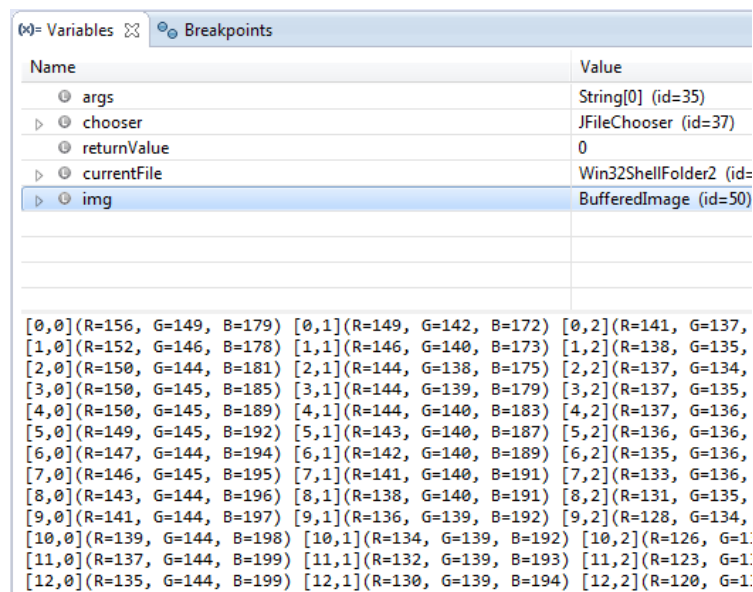 (x)= Variables Breakpoints
Name Value
args String[0] (id=35)
chooser JFileChooser (id=37)
returnValue 0
currentFile Win32ShellFolder2 (id=
img BufferedImage (id=50)
[0,0](R=156, G=149, B=179) [0,1](R=149, G=142, B=172) [0,2](R=141, G=137,
[1,0](R=152, G=146, B=178) [1,1](R=146, G=140, B=173) [1,2](R=138, G=135,
[2,0](R=150, G=144, B=181) [2,1](R=144, G=138, B=175) [2,2](R=137, G=134,
[3,0](R=150, G=145, B=185) [3,1](R=144, G=139, B=179) [3,2](R=137, G=135,
[4,0](R=150, G=145, B=189) [4,1](R=144, G=140, B=183) [4,2](R=137, G=136,
[5,0](R=149, G=145, B=192) [5,1](R=143, G=140, B=187) [5,2](R=136, G=136,
[6,0](R=147, G=144, B=194) [6,1](R=142, G=140, B=189) [6,2](R=135, G=136,
[7,0](R=146, G=145, B=195) [7,1](R=141, G=140, B=191) [7,2](R=133, G=136,
[8,0](R=143, G=144, B=196) [8,1](R=138, G=140, B=191) [8,2](R=131, G=135,
[9,0](R=141, G=144, B=197) [9,1](R=136, G=139, B=192) [9,2](R=128, G=134,
[10,0](R=139, G=144, B=198) [10,1](R=134, G=139, B=192) [10,2](R=126, G=1
[11,0](R=137, G=144, B=199) [11,1](R=132, G=139, B=193) [11,2](R=123, G=1
[12,0](R=135, G=144, B=199) [12,1](R=130, G=139, B=194) [12,2](R=120, G=1